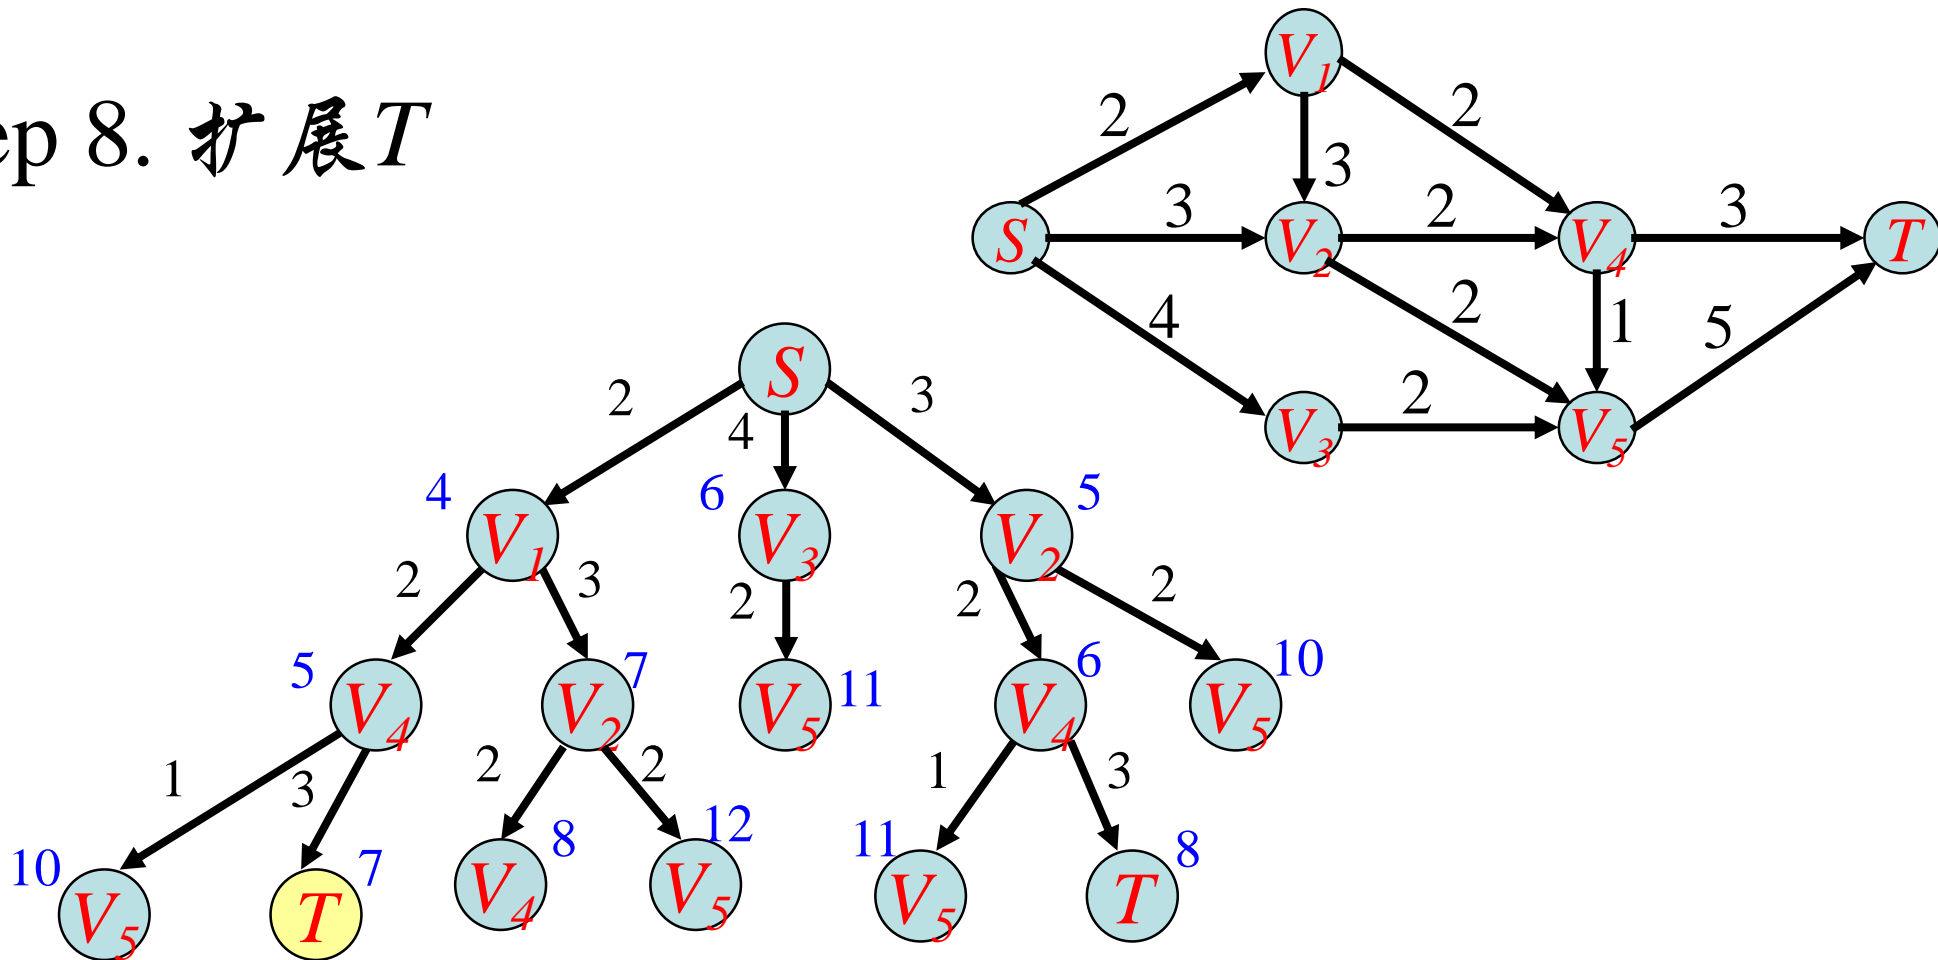 ep 8. 扩展T
V1
2 2
3
S 3 V2 2 V4 3 T
4 2 1 5
V3 2 V5
S
2 4 3
4 V1 6 V3 5 V2
2 3 2 2 2
5 V4 V2 7 V5 11 V4 6 V5 10
1 3 2 2 1 3
10 V5 T 7 V4 8 V5 12 11 V5 T 8